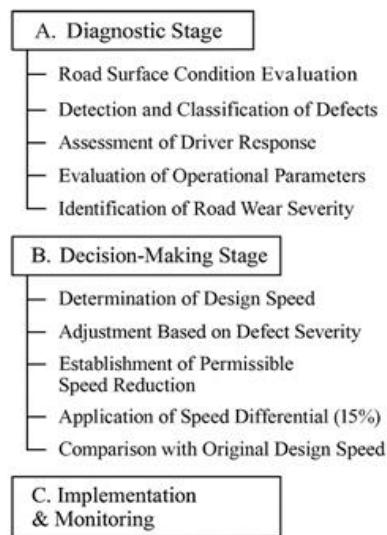 A. Diagnostic Stage
Road Surface Condition Evaluation
Detection and Classification of Defects
Assessment of Driver Response
Evaluation of Operational Parameters
Identification of Road Wear Severity
B. Decision-Making Stage
Determination of Design Speed
Adjustment Based on Defect Severity
Establishment of Permissible
Speed Reduction
Application of Speed Differential (15%)
Comparison with Original Design Speed
C. Implementation
& Monitoring